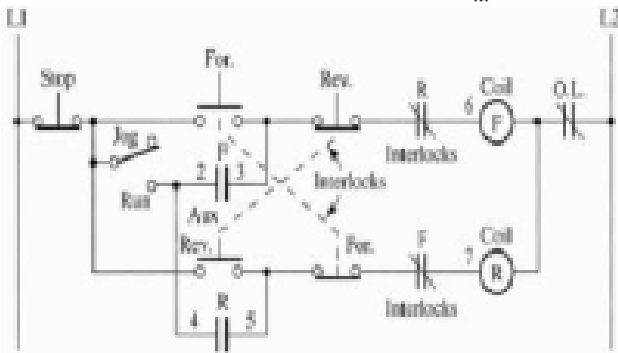 L1
L2
Stop
For.
Rev.
R
6
Coil
F
O.L.
Jog
Interlocks
F
2
3
Interlocks
Run
Aux
Rev.
For.
F
7
Coil
R
Interlocks
R
4
5